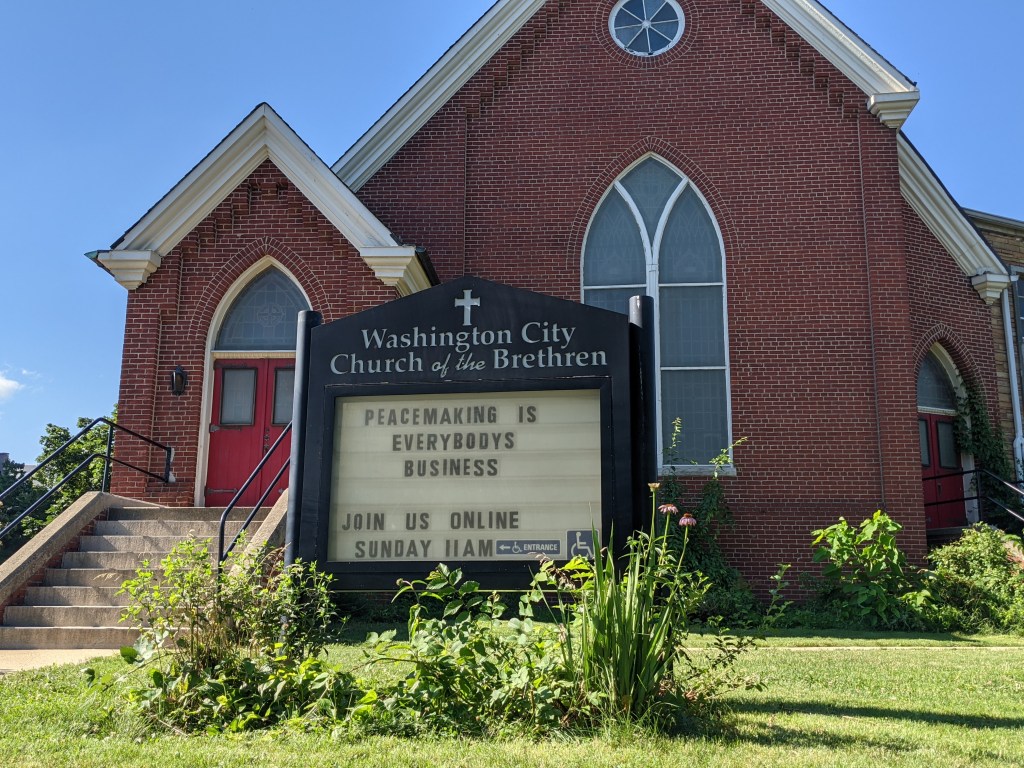 Washington City
Church of the Brethren
PEACEMAKING IS
EVERYBODYS
BUSINESS
JOIN US ONLINE
SUNDAY 11AM
← ENTRANCE